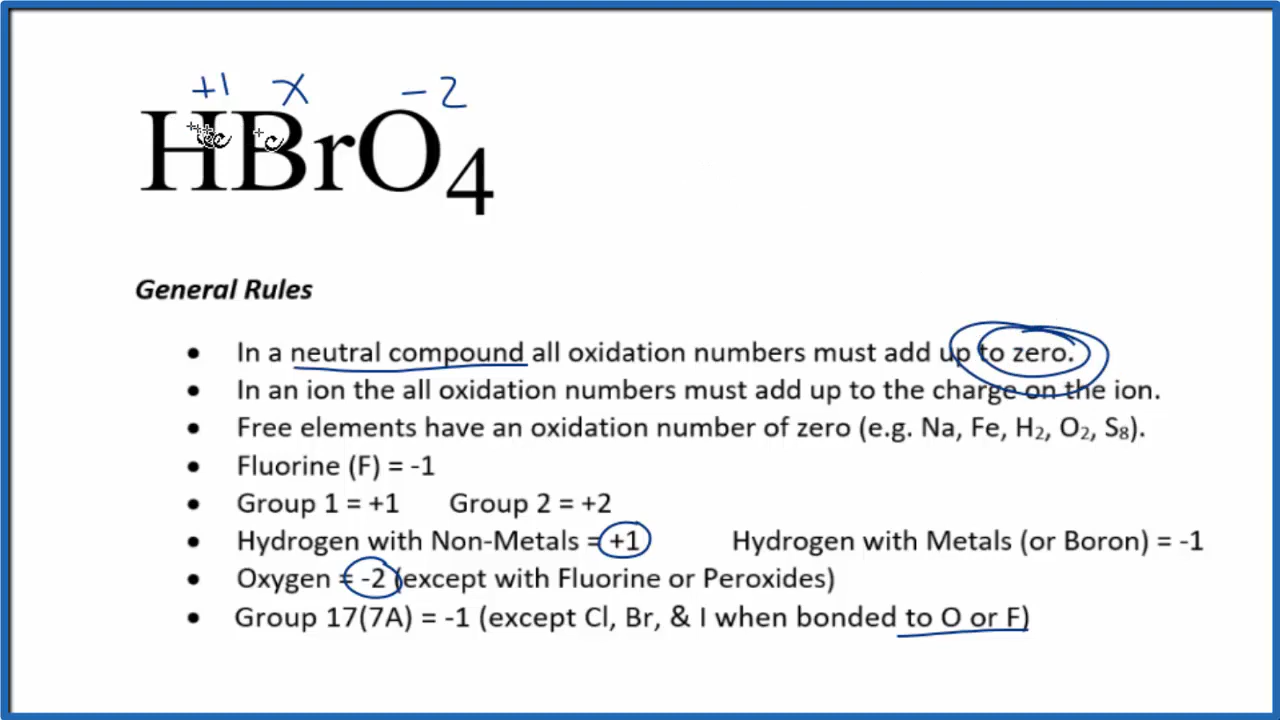 +1 x -2
HBrO₄
General Rules
• In a neutral compound all oxidation numbers must add up to zero.
• In an ion the all oxidation numbers must add up to the charge on the ion.
• Free elements have an oxidation number of zero (e.g. Na, Fe, H₂, O₂, S₈).
• Fluorine (F) = -1
• Group 1 = +1 Group 2 = +2
• Hydrogen with Non-Metals = +1 Hydrogen with Metals (or Boron) = -1
• Oxygen = -2 (except with Fluorine or Peroxides)
• Group 17(7A) = -1 (except Cl, Br, & I when bonded to O or F)